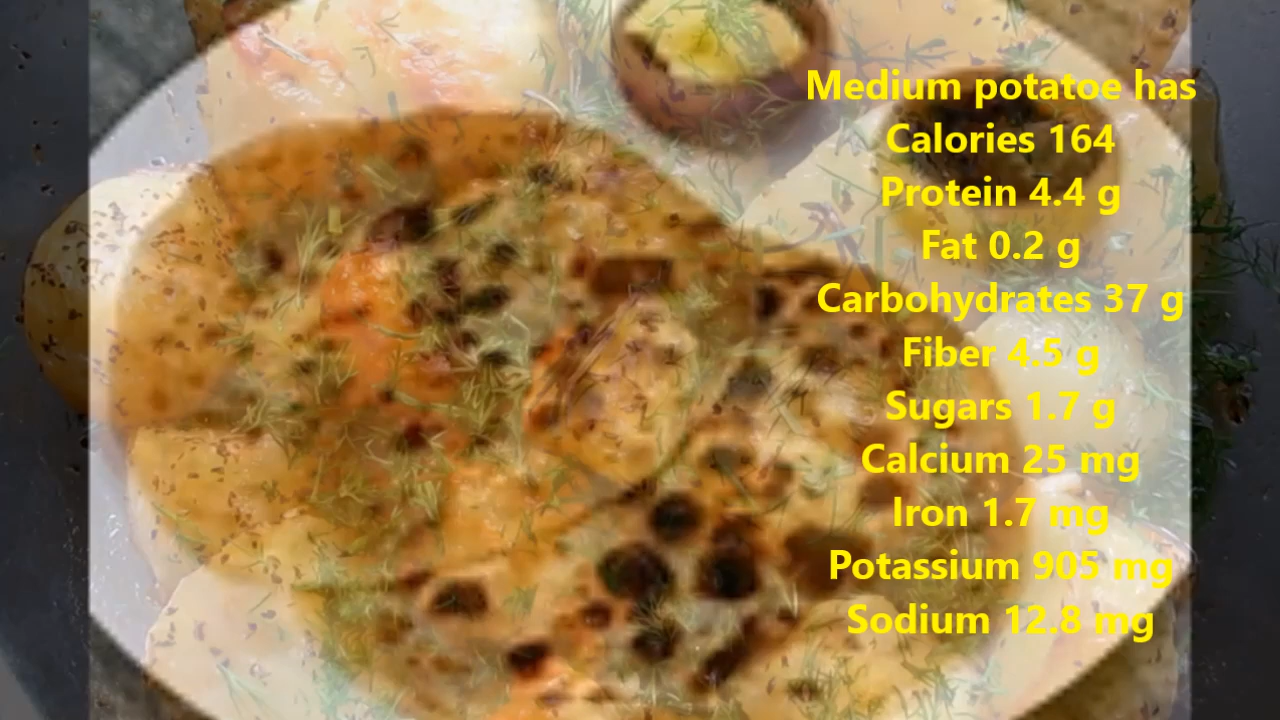 Medium potatoe has
Calories 164
Protein 4.4 g
Fat 0.2 g
Carbohydrates 37 g
Fiber 4.5 g
Sugars 1.7 g
Calcium 25 mg
Iron 1.7 mg
Potassium 905 mg
Sodium 12.8 mg